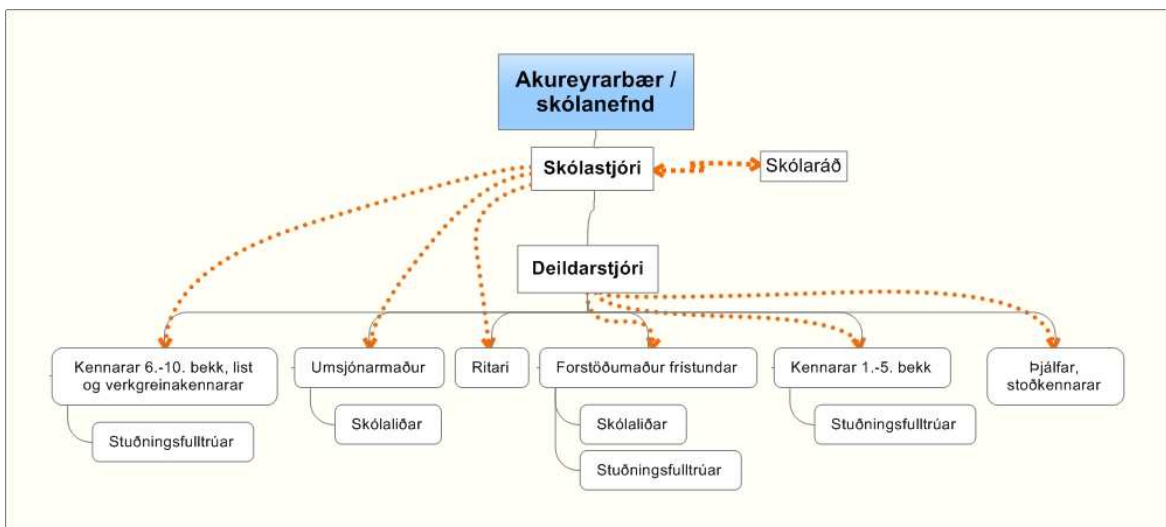 Akureyrarbær /
skólanefnd
Skólastjóri
Skólaráð
Deildarstjóri
Kennarar 6.-10. bekk, list
og verkgreinakennarar
Umsjónarmaður
Ritari
Forstöðumaður frístundar
Kennarar 1.-5. bekk
Þjálfar,
stoðkennarar
Stuðningsfulltrúar
Skólaliðar
Skólaliðar
Stuðningsfulltrúar
Stuðningsfulltrúar